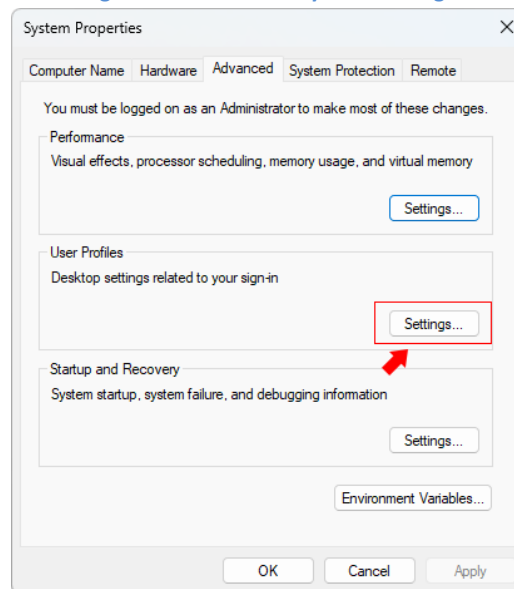 System Properties
Computer Name Hardware Advanced System Protection Remote
You must be logged on as an Administrator to make most of these changes.
Performance
Visual effects, processor scheduling, memory usage, and virtual memory
Settings...
User Profiles
Desktop settings related to your sign-in
Settings...
Startup and Recovery
System startup, system failure, and debugging information
Settings...
Environment Variables...
OK Cancel Apply